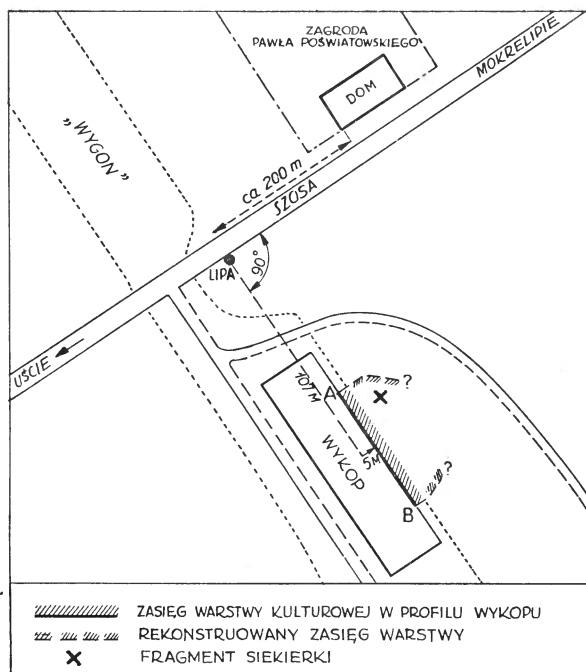 ZAGRODA
PAWŁA POŚWIATOWSKIEGO
DOM
MOKRELIPIE
„WYGON”
ca 200 m
SZOSA
LIPA
90°
UŚCIE
107 M
A
?
WYKOP
5M
?
B
ZASIĘG WARSTWY KULTUROWEJ W PROFILU WYKOPU
REKONSTRUOWANY ZASIĘG WARSTWY
FRAGMENT SIEKIERKI